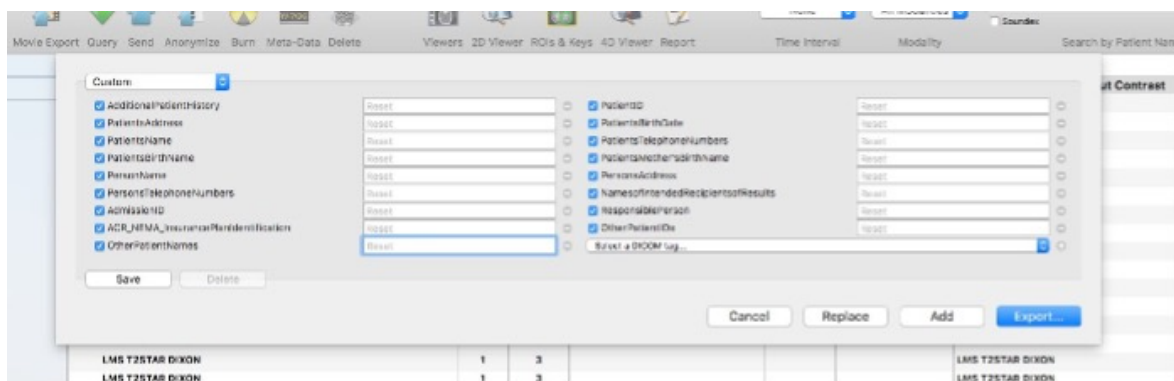 None All Modalities Soundex
Movie Export Query Send Anonymize Burn Meta-Data Delete Viewers 2D Viewer ROIs & Keys 4D Viewer Report Time Interval Modality Search by Patient Nam
Custom
ut Contrast
AdditionalPatientHistory Reset PatientID Reset
PatientsAddress Reset PatientsBirthDate Reset
PatientsName Reset PatientsTelephoneNumbers Reset
PatientsBirthName Reset PatientsMothersBirthName Reset
PersonName Reset PersonsAddress Reset
PersonsTelephoneNumbers Reset NamesofIntendedRecipientsofResults Reset
AdmissionID Reset ResponsiblePerson Reset
ACR_NEMA_InsurancePlanIdentification Reset OtherPatientIDs Reset
OtherPatientNames Reset Select a DICOM tag...
Save Delete
Cancel Replace Add Export...
LMS T2STAR DIXON 1 3 LMS T2STAR DIXON
LMS T2STAR DIXON 1 3 LMS T2STAR DIXON